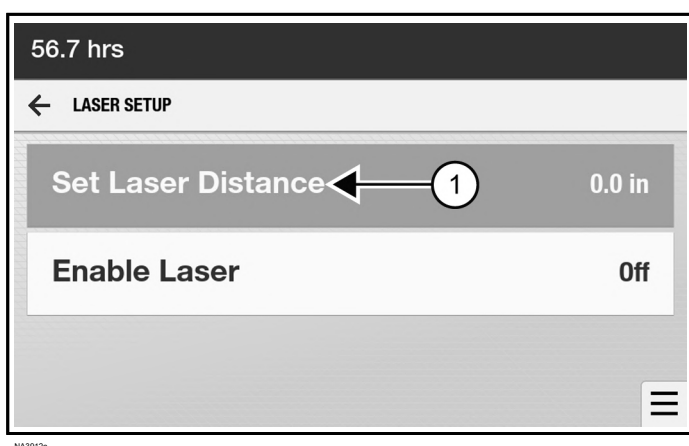 56.7 hrs
LASER SETUP
Set Laser Distance 1 0.0 in
Enable Laser Off